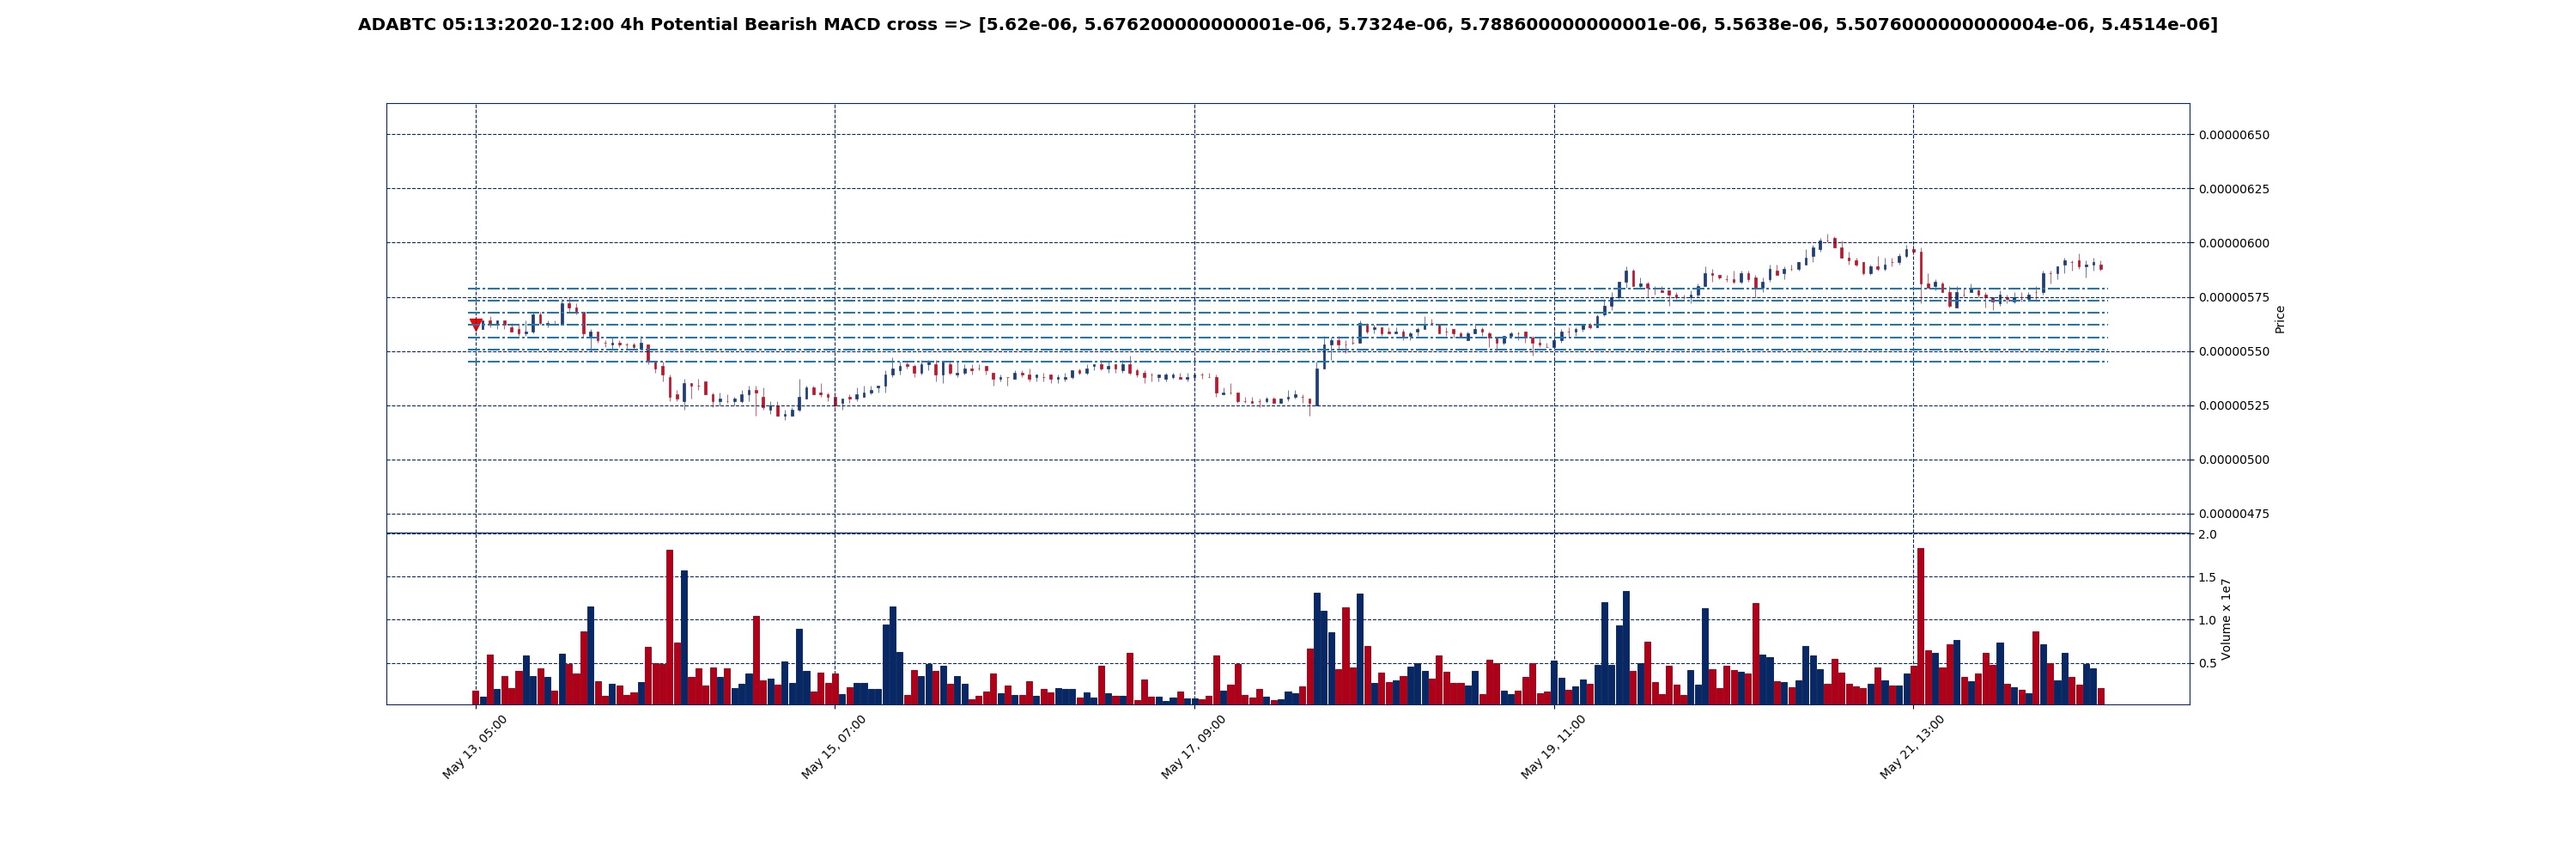 ADABTC 05:13:2020-12:00 4h Potential Bearish MACD cross => [5.62e-06, 5.676200000000001e-06, 5.7324e-06, 5.788600000000001e-06, 5.5638e-06, 5.5076000000000004e-06, 5.4514e-06]
0.00000650
0.00000625
0.00000600
0.00000575
Price
0.00000550
0.00000525
0.00000500
0.00000475
2.0
1.5
1.0
Volume x 1e7
0.5
May 13, 05:00
May 15, 07:00
May 17, 09:00
May 19, 11:00
May 21, 13:00